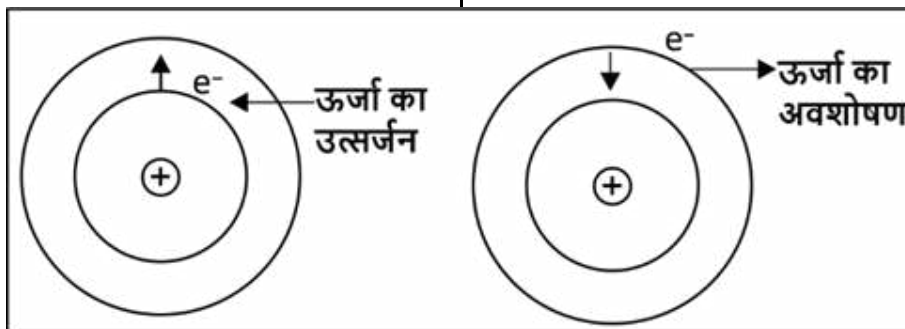 e⁻
ऊर्जा का
उत्सर्जन
+
e⁻
ऊर्जा का
अवशोषण
+